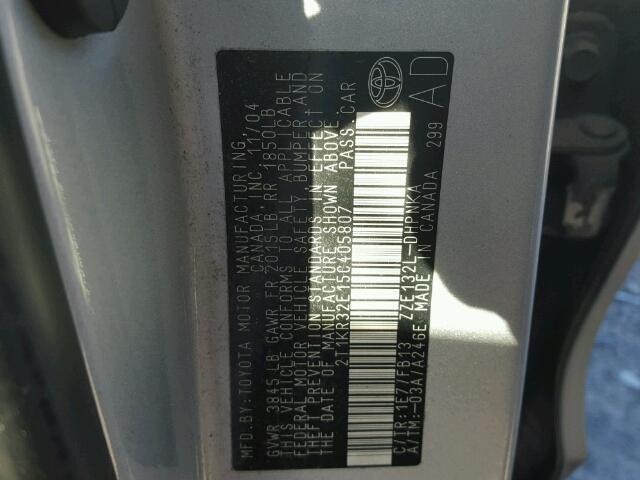 MFD.BY:TOYOTA MOTOR MANUFACTURING,
CANADA, INC. 11/04
GVWR 3845LB GAWR FR 2015LB RR 1850LB
THIS VEHICLE CONFORMS TO ALL APPLICABLE
FEDERAL MOTOR VEHICLE SAFETY, BUMPER AND
THEFT PREVENTION STANDARDS IN EFFECT ON
THE DATE OF MANUFACTURE SHOWN ABOVE.
2T1KR32E15C405807 PASS.CAR
C/TR:1E7/FB13 ZZE132L-DHPNKA
A/TM:-03A/A246E MADE IN CANADA 299
AD